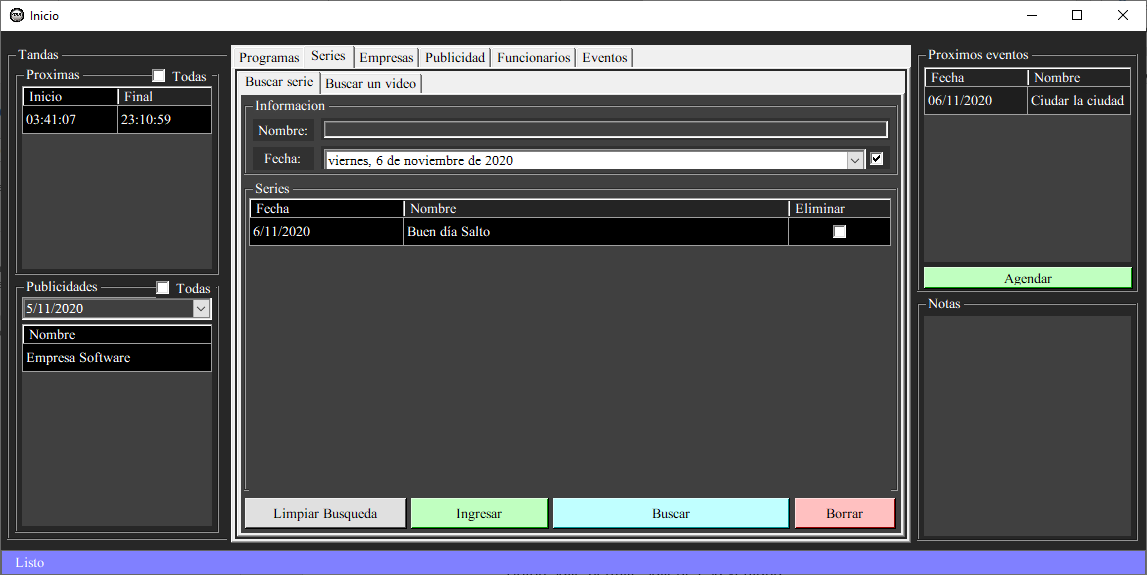 Inicio
Tandas
Proximas
Todas
Inicio Final
03:41:07 23:10:59
Publicidades
Todas
5/11/2020
Nombre
Empresa Software
Programas Series Empresas Publicidad Funcionarios Eventos
Buscar serie Buscar un video
Informacion
Nombre:
Fecha: viernes, 6 de noviembre de 2020
Series
Fecha Nombre Eliminar
6/11/2020 Buen día Salto
Limpiar Busqueda Ingresar Buscar Borrar
Proximos eventos
Fecha Nombre
06/11/2020 Ciudar la ciudad
Agendar
Notas
Listo